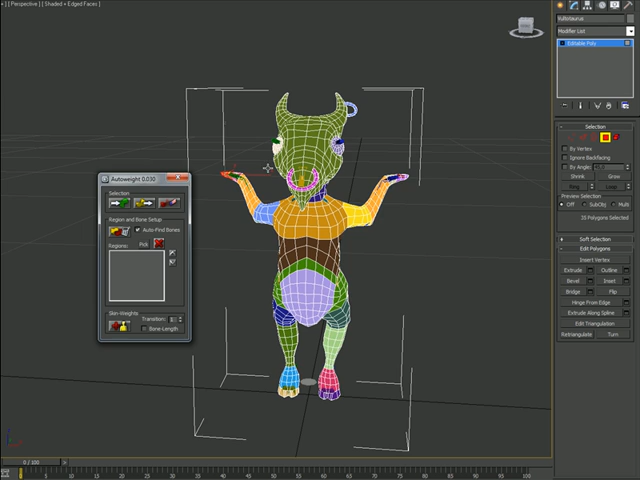 [ Perspective ] [ Shaded + Edged Faces ]
Autoweight 0.030
Selection
Region and Bone Setup
Auto-Find Bones
Pick
Regions:
Skin-Weights
Transition:
Bone Length
Modifier List
Editable Poly
Selection
By Vertex
Ignore Backfacing
By Angle:
Shrink
Grow
Ring
Loop
Preview Selection
Off
SubObj
Multi
35 Polygons Selected
Soft Selection
Edit Polygons
Insert Vertex
Extrude
Outline
Bevel
Inset
Bridge
Flip
Hinge From Edge
Extrude Along Spline
Edit Triangulation
Retriangulate
Turn
0 / 100